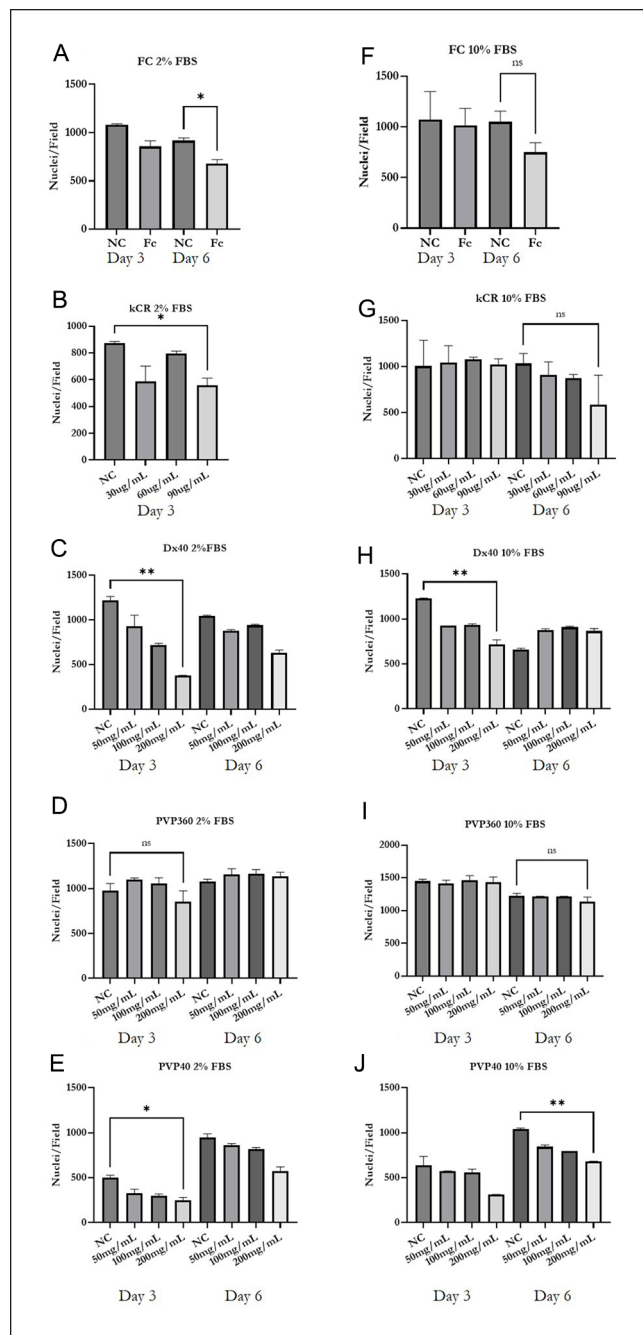 A
FC 2% FBS
*
1500
1000
500
0
Nuclei/Field
NC Fc NC Fc
Day 3 Day 6
B
kCR 2% FBS
*
1000
800
600
400
200
0
Nuclei/Field
NC 30ug/mL 60ug/mL 90ug/mL
Day 3
C
Dx40 2%FBS
**
1500
1000
500
0
Nuclei/Field
NC 50mg/mL 100mg/mL 200mg/mL NC 50mg/mL 100mg/mL 200mg/mL
Day 3 Day 6
D
PVP360 2% FBS
ns
1500
1000
500
0
Nuclei/Field
NC 50mg/mL 100mg/mL 200mg/mL NC 50mg/mL 100mg/mL 200mg/mL
Day 3 Day 6
E
PVP40 2% FBS
*
1500
1000
500
0
Nuclei/Field
NC 50mg/mL 100mg/mL 200mg/mL NC 50mg/mL 100mg/mL 200mg/mL
Day 3 Day 6
F
FC 10% FBS
ns
1500
1000
500
0
Nuclei/Field
NC Fc NC Fc
Day 3 Day 6
G
kCR 10% FBS
ns
1500
1000
500
0
Nuclei/Field
NC 30ug/mL 60ug/mL 90ug/mL NC 30ug/mL 60ug/mL 90ug/mL
Day 3 Day 6
H
Dx40 10% FBS
**
1500
1000
500
0
Nuclei/Field
NC 50mg/mL 100mg/mL 200mg/mL NC 50mg/mL 100mg/mL 200mg/mL
Day 3 Day 6
I
PVP360 10% FBS
ns
2000
1500
1000
500
0
Nuclei/Field
NC 50mg/mL 100mg/mL 200mg/mL NC 50mg/mL 100mg/mL 200mg/mL
Day 3 Day 6
J
PVP40 10% FBS
**
1500
1000
500
0
Nuclei/Field
NC 50mg/mL 100mg/mL 200mg/mL NC 50mg/mL 100mg/mL 200mg/mL
Day 3 Day 6